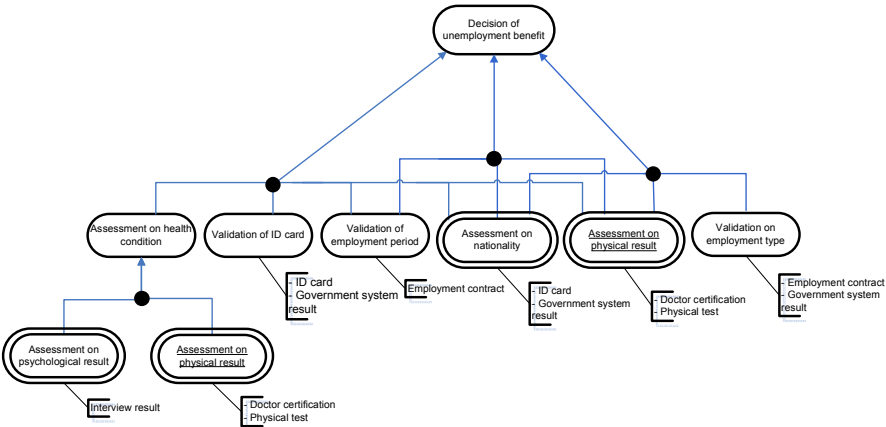 Decision of
unemployment benefit
Assessment on health
condition
Validation of ID card
Validation of
employment period
Assessment on
nationality
Assessment on
physical result
Validation on
employment type
- ID card
- Government system
result
Employment contract
- ID card
- Government system
result
- Doctor certification
- Physical test
- Employment contract
- Government system
result
Assessment on
psychological result
Assessment on
physical result
Interview result
- Doctor certification
- Physical test